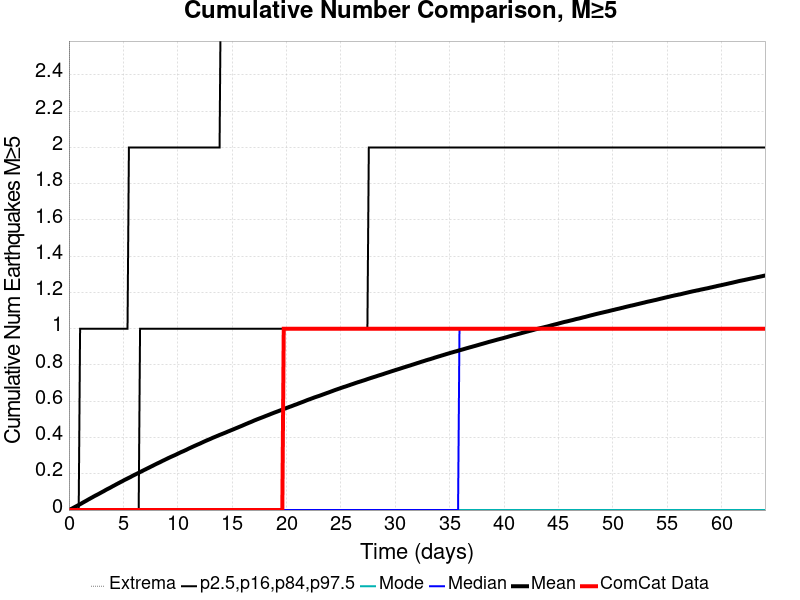 Cumulative Number Comparison, M≥5
Cumulative Num Earthquakes M≥5
2.4
2.2
2
1.8
1.6
1.4
1.2
1
0.8
0.6
0.4
0.2
0
0 5 10 15 20 25 30 35 40 45 50 55 60
Time (days)
Extrema p2.5,p16,p84,p97.5 Mode Median Mean ComCat Data